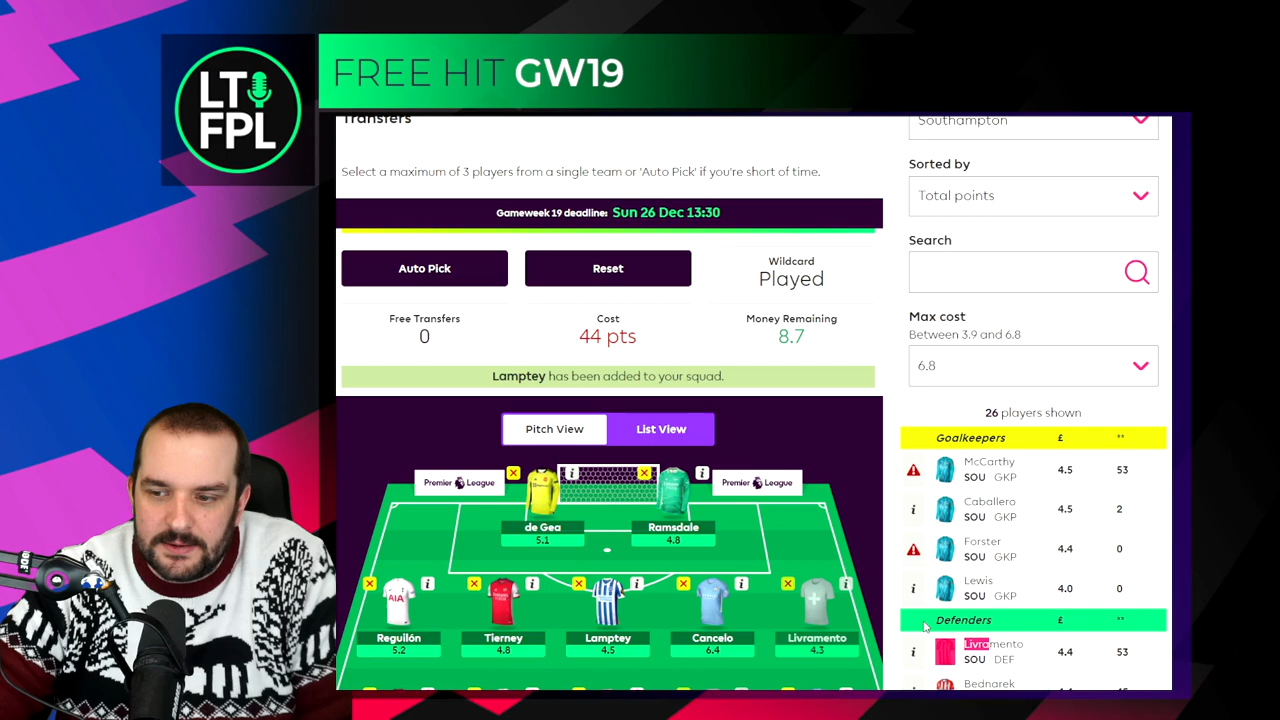 LT
FPL
FREE HIT GW19
Transfers
Select a maximum of 3 players from a single team or 'Auto Pick' if you're short of time.
Gameweek 19 deadline: Sun 26 Dec 13:30
Auto Pick
Reset
Wildcard
Played
Free Transfers
0
Cost
44 pts
Money Remaining
8.7
Lamptey has been added to your squad.
Pitch View
List View
Premier League
Premier League
de Gea
5.1
Ramsdale
4.8
AIA
Reguilón
5.2
Tierney
4.8
Lamptey
4.5
Cancelo
6.4
Livramento
4.3
Southampton
Sorted by
Total points
Search
Max cost
Between 3.9 and 6.8
6.8
26 players shown
Goalkeepers £ **
McCarthy
SOU GKP 4.5 53
Caballero
SOU GKP 4.5 2
Forster
SOU GKP 4.4 0
Lewis
SOU GKP 4.0 0
Defenders £ **
Livramento
SOU DEF 4.4 53
Bednarek